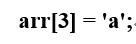 arr[3] = 'a';